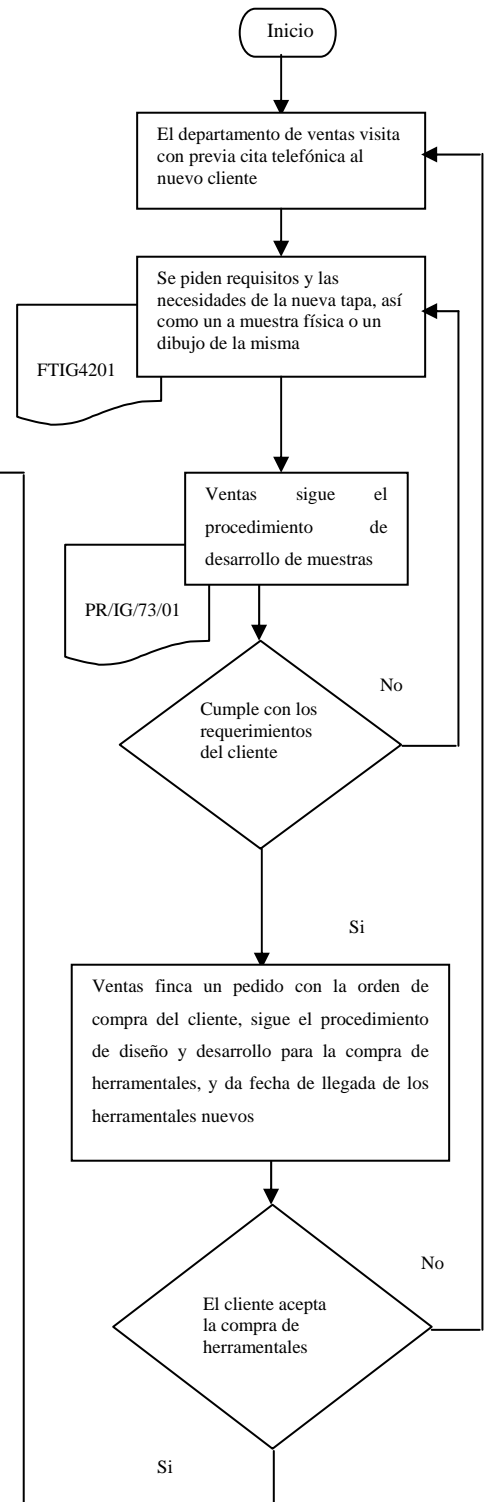 Inicio
El departamento de ventas visita
con previa cita telefónica al
nuevo cliente
Se piden requisitos y las
necesidades de la nueva tapa, así
como un a muestra física o un
dibujo de la misma
FTIG4201
Ventas sigue el
procedimiento de
desarrollo de muestras
PR/IG/73/01
No
Cumple con los
requerimientos
del cliente
Si
Ventas finca un pedido con la orden de
compra del cliente, sigue el procedimiento
de diseño y desarrollo para la compra de
herramentales, y da fecha de llegada de los
herramentales nuevos
No
El cliente acepta
la compra de
herramentales
Si